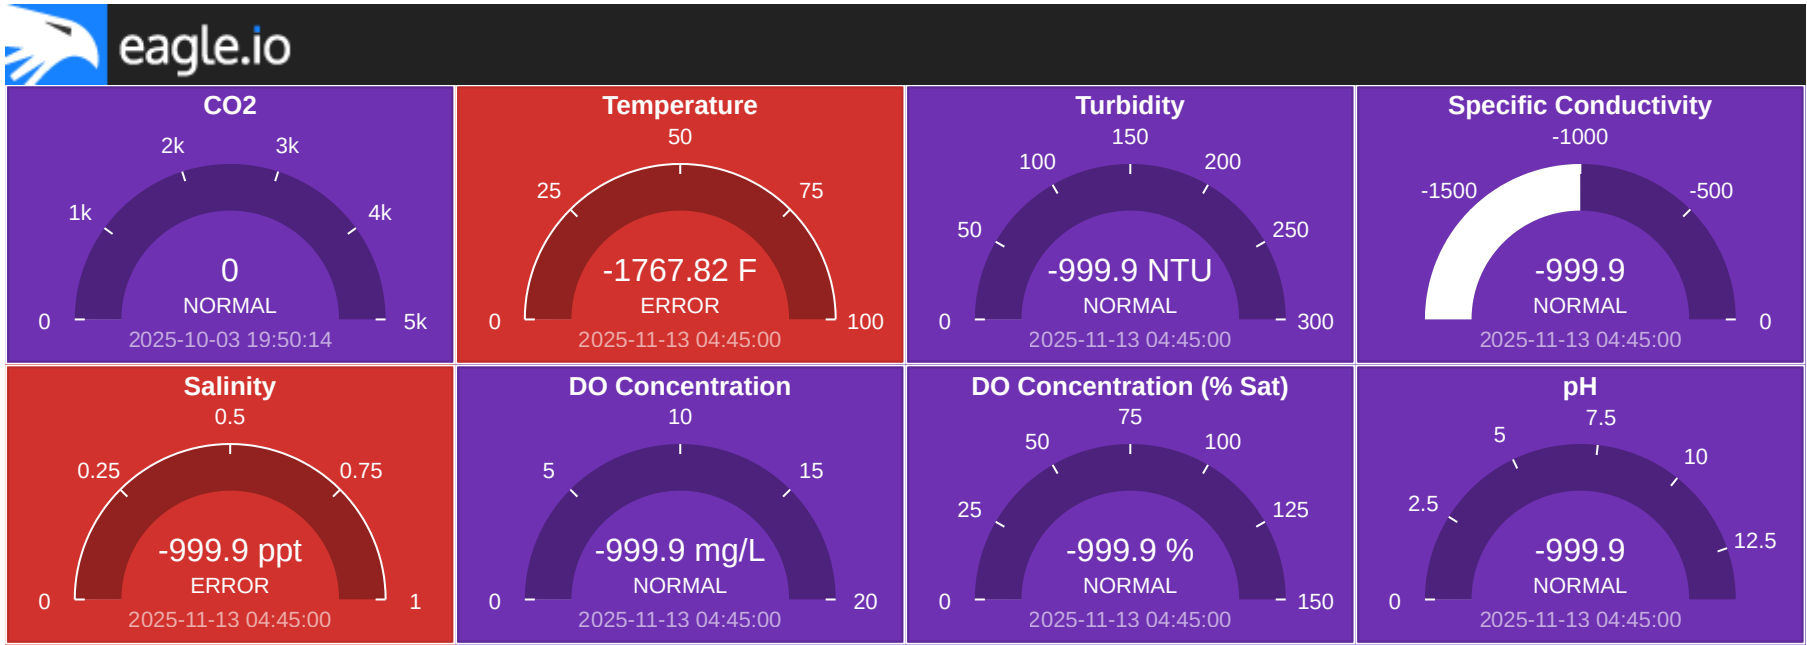 eagle.io
CO2
2k
3k
1k
4k
0
NORMAL
0
5k
2025-10-03 19:50:14
Temperature
50
25
75
-1767.82 F
ERROR
0
100
2025-11-13 04:45:00
Turbidity
150
100
200
50
250
-999.9 NTU
NORMAL
0
300
2025-11-13 04:45:00
Specific Conductivity
-1000
-1500
-500
-999.9
NORMAL
0
2025-11-13 04:45:00
Salinity
0.5
0.25
0.75
-999.9 ppt
ERROR
0
1
2025-11-13 04:45:00
DO Concentration
10
5
15
-999.9 mg/L
NORMAL
0
20
2025-11-13 04:45:00
DO Concentration (% Sat)
75
50
100
25
125
-999.9 %
NORMAL
0
150
2025-11-13 04:45:00
pH
7.5
5
10
2.5
12.5
-999.9
NORMAL
0
2025-11-13 04:45:00